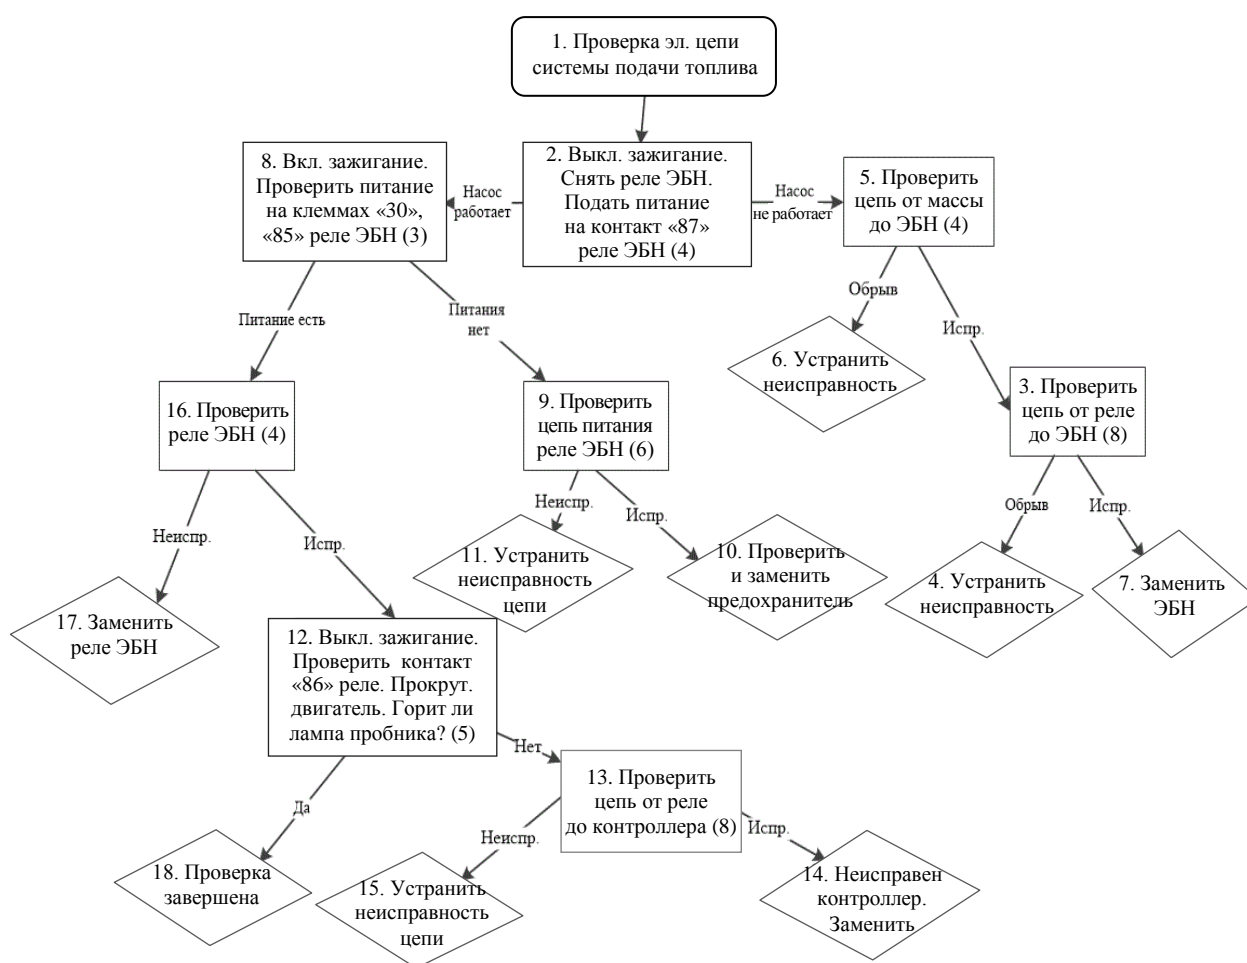 1. Проверка эл. цепи
системы подачи топлива
8. Вкл. зажигание.
Проверить питание
на клеммах «30»,
«85» реле ЭБН (3)
Насос
работает
2. Выкл. зажигание.
Снять реле ЭБН.
Подать питание
на контакт «87»
реле ЭБН (4)
Насос
не работает
5. Проверить
цепь от массы
до ЭБН (4)
Питание есть
Питания
нет
Обрыв
Испр.
6. Устранить
неисправность
16. Проверить
реле ЭБН (4)
9. Проверить
цепь питания
реле ЭБН (6)
3. Проверить
цепь от реле
до ЭБН (8)
Неиспр.
Испр.
Неиспр.
Испр.
Обрыв
Испр.
17. Заменить
реле ЭБН
11. Устранить
неисправность
цепи
10. Проверить
и заменить
предохранитель
4. Устранить
неисправность
7. Заменить
ЭБН
12. Выкл. зажигание.
Проверить контакт
«86» реле. Прокрут.
двигатель. Горит ли
лампа пробника? (5)
Да
Нет
13. Проверить
цепь от реле
до контроллера (8)
Неиспр.
Испр.
18. Проверка
завершена
15. Устранить
неисправность
цепи
14. Неисправен
контроллер.
Заменить